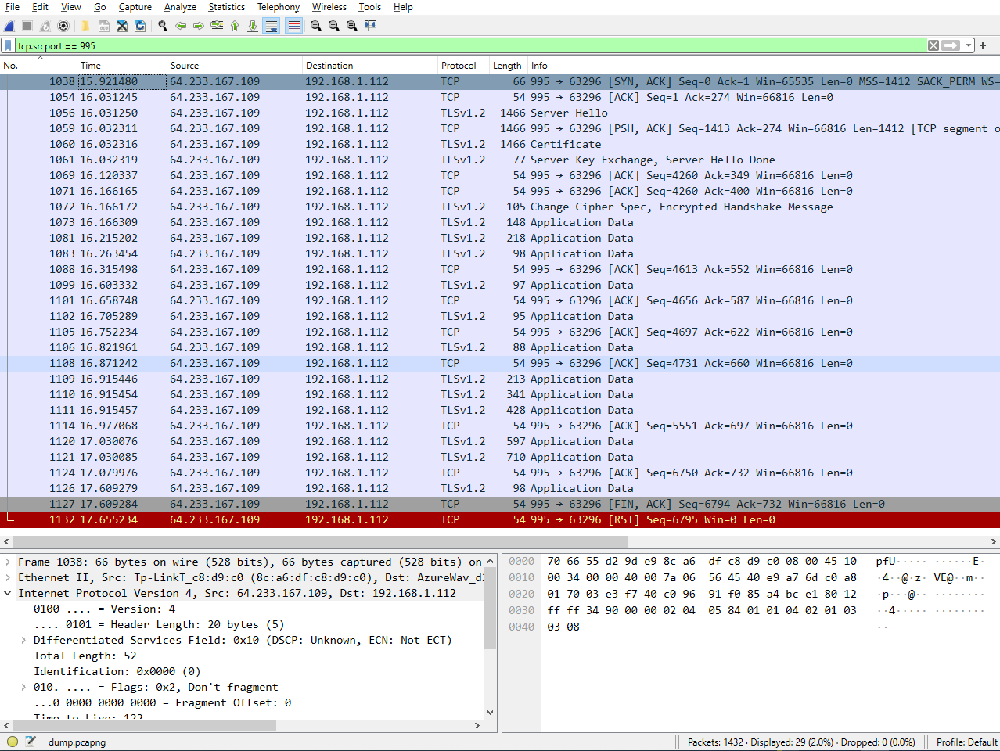 File Edit View Go Capture Analyze Statistics Telephony Wireless Tools Help
tcp.srcport == 995
No. Time Source Destination Protocol Length Info
1038 15.921480 64.233.167.109 192.168.1.112 TCP 66 995 → 63296 [SYN, ACK] Seq=0 Ack=1 Win=65535 Len=0 MSS=1412 SACK_PERM WS=
1054 16.031245 64.233.167.109 192.168.1.112 TCP 54 995 → 63296 [ACK] Seq=1 Ack=274 Win=66816 Len=0
1056 16.031250 64.233.167.109 192.168.1.112 TLSv1.2 1466 Server Hello
1059 16.032311 64.233.167.109 192.168.1.112 TCP 1466 995 → 63296 [PSH, ACK] Seq=1413 Ack=274 Win=66816 Len=1412 [TCP segment o
1060 16.032316 64.233.167.109 192.168.1.112 TLSv1.2 1466 Certificate
1061 16.032319 64.233.167.109 192.168.1.112 TLSv1.2 77 Server Key Exchange, Server Hello Done
1069 16.120337 64.233.167.109 192.168.1.112 TCP 54 995 → 63296 [ACK] Seq=4260 Ack=349 Win=66816 Len=0
1071 16.166165 64.233.167.109 192.168.1.112 TCP 54 995 → 63296 [ACK] Seq=4260 Ack=400 Win=66816 Len=0
1072 16.166172 64.233.167.109 192.168.1.112 TLSv1.2 105 Change Cipher Spec, Encrypted Handshake Message
1073 16.166309 64.233.167.109 192.168.1.112 TLSv1.2 148 Application Data
1081 16.215202 64.233.167.109 192.168.1.112 TLSv1.2 218 Application Data
1083 16.263454 64.233.167.109 192.168.1.112 TLSv1.2 98 Application Data
1088 16.315498 64.233.167.109 192.168.1.112 TCP 54 995 → 63296 [ACK] Seq=4613 Ack=552 Win=66816 Len=0
1099 16.603332 64.233.167.109 192.168.1.112 TLSv1.2 97 Application Data
1101 16.658748 64.233.167.109 192.168.1.112 TCP 54 995 → 63296 [ACK] Seq=4656 Ack=587 Win=66816 Len=0
1102 16.705289 64.233.167.109 192.168.1.112 TLSv1.2 95 Application Data
1105 16.752234 64.233.167.109 192.168.1.112 TCP 54 995 → 63296 [ACK] Seq=4697 Ack=622 Win=66816 Len=0
1106 16.821961 64.233.167.109 192.168.1.112 TLSv1.2 88 Application Data
1108 16.871242 64.233.167.109 192.168.1.112 TCP 54 995 → 63296 [ACK] Seq=4731 Ack=660 Win=66816 Len=0
1109 16.915446 64.233.167.109 192.168.1.112 TLSv1.2 213 Application Data
1110 16.915454 64.233.167.109 192.168.1.112 TLSv1.2 341 Application Data
1111 16.915457 64.233.167.109 192.168.1.112 TLSv1.2 428 Application Data
1114 16.977068 64.233.167.109 192.168.1.112 TCP 54 995 → 63296 [ACK] Seq=5551 Ack=697 Win=66816 Len=0
1120 17.030076 64.233.167.109 192.168.1.112 TLSv1.2 597 Application Data
1121 17.030085 64.233.167.109 192.168.1.112 TLSv1.2 710 Application Data
1124 17.079976 64.233.167.109 192.168.1.112 TCP 54 995 → 63296 [ACK] Seq=6750 Ack=732 Win=66816 Len=0
1126 17.609279 64.233.167.109 192.168.1.112 TLSv1.2 98 Application Data
1127 17.609284 64.233.167.109 192.168.1.112 TCP 54 995 → 63296 [FIN, ACK] Seq=6794 Ack=732 Win=66816 Len=0
1132 17.655234 64.233.167.109 192.168.1.112 TCP 54 995 → 63296 [RST] Seq=6795 Win=0 Len=0
Frame 1038: 66 bytes on wire (528 bits), 66 bytes captured (528 bits) on
Ethernet II, Src: Tp-LinkT_c8:d9:c0 (8c:a6:df:c8:d9:c0), Dst: AzureWav_d2
Internet Protocol Version 4, Src: 64.233.167.109, Dst: 192.168.1.112
0100 .... = Version: 4
.... 0101 = Header Length: 20 bytes (5)
Differentiated Services Field: 0x10 (DSCP: Unknown, ECN: Not-ECT)
Total Length: 52
Identification: 0x0000 (0)
010. .... = Flags: 0x2, Don't fragment
...0 0000 0000 0000 = Fragment Offset: 0
Time to Live: 122
0000 70 66 55 d2 9d e9 8c a6 df c8 d9 c0 08 00 45 10 pfU····· ······E·
0010 00 34 00 00 40 00 7a 06 56 45 40 e9 a7 6d c0 a8 ·4··@·z· VE@··m··
0020 01 70 03 e3 f7 40 c0 96 91 f0 85 a4 bc e1 80 12 ·p···@·· ········
0030 ff ff 34 90 00 00 02 04 05 84 01 01 04 02 01 03 ··4····· ········
0040 03 08 ··
dump.pcapng Packets: 1432 · Displayed: 29 (2.0%) · Dropped: 0 (0.0%) Profile: Default